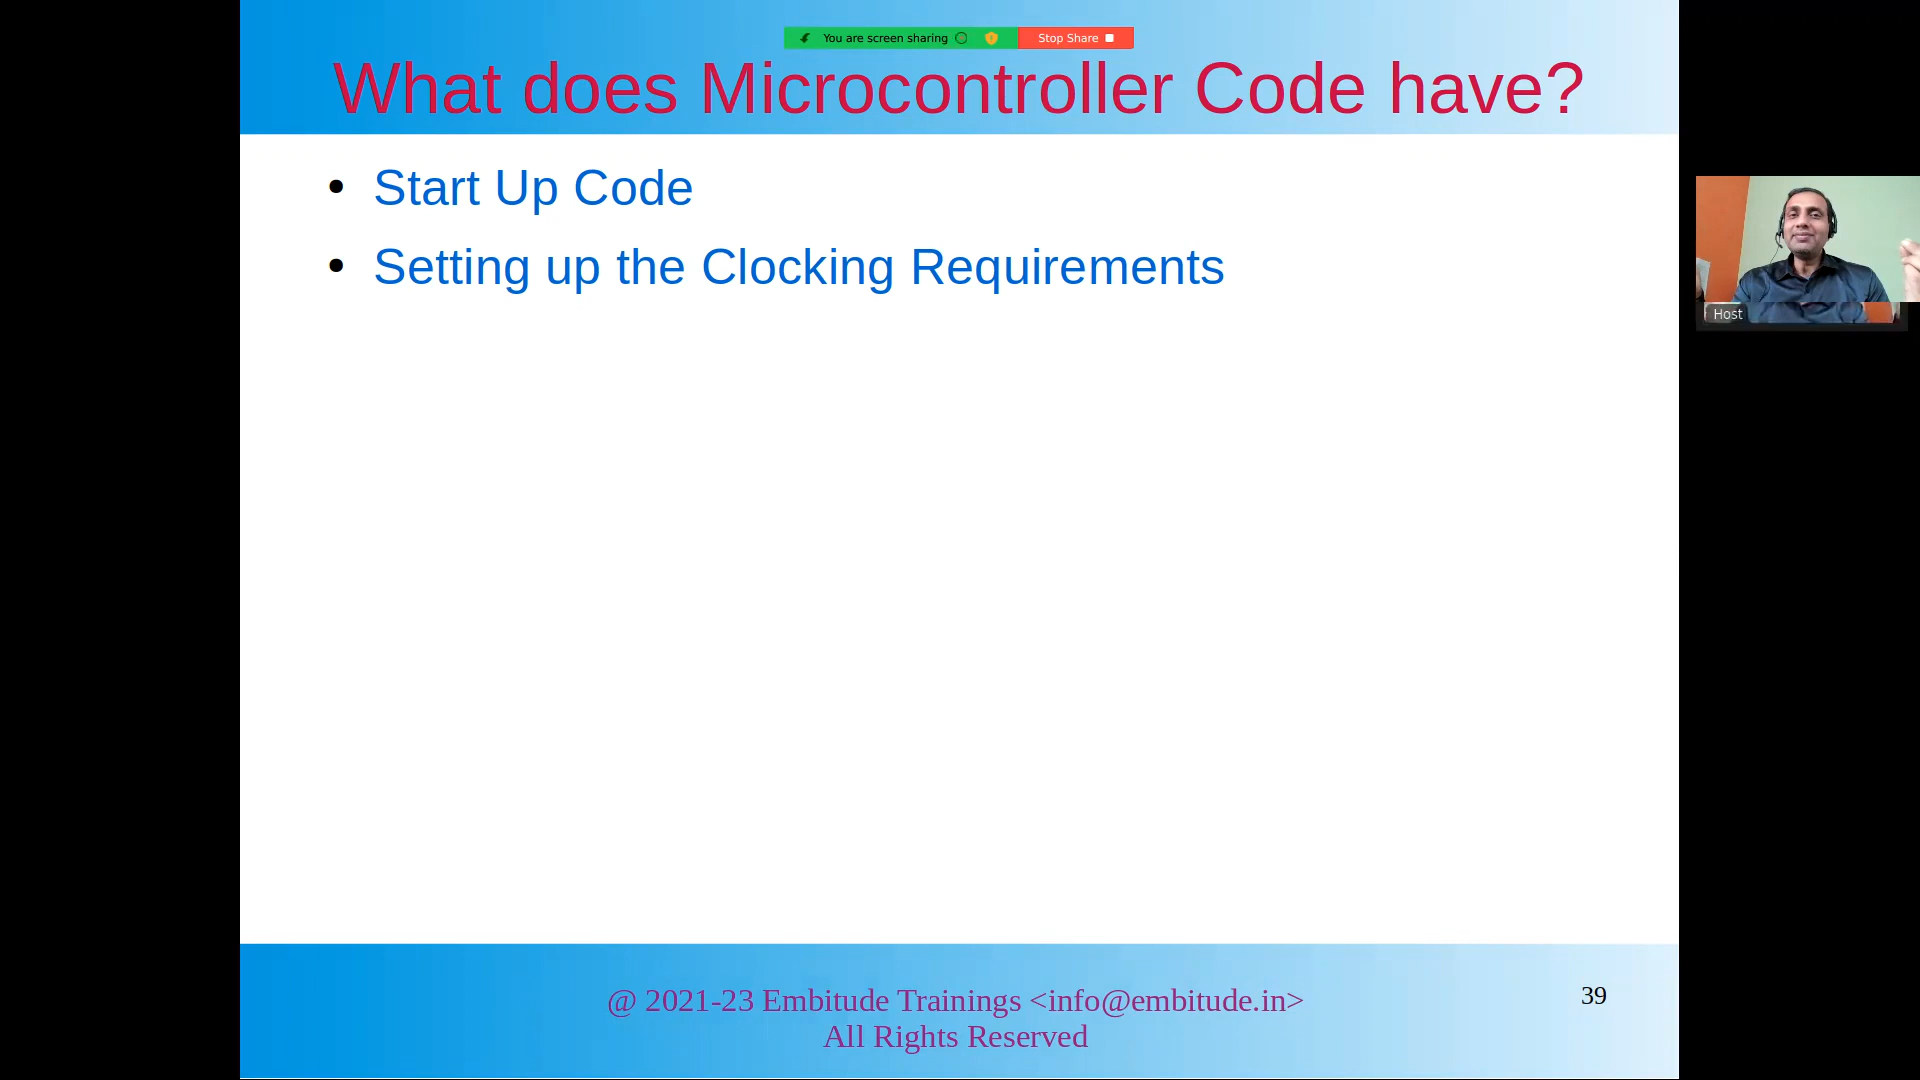 You are screen sharing
Stop Share
What does Microcontroller Code have?
• Start Up Code
• Setting up the Clocking Requirements
Host
@ 2021-23 Embitude Trainings <info@embitude.in>
All Rights Reserved
39